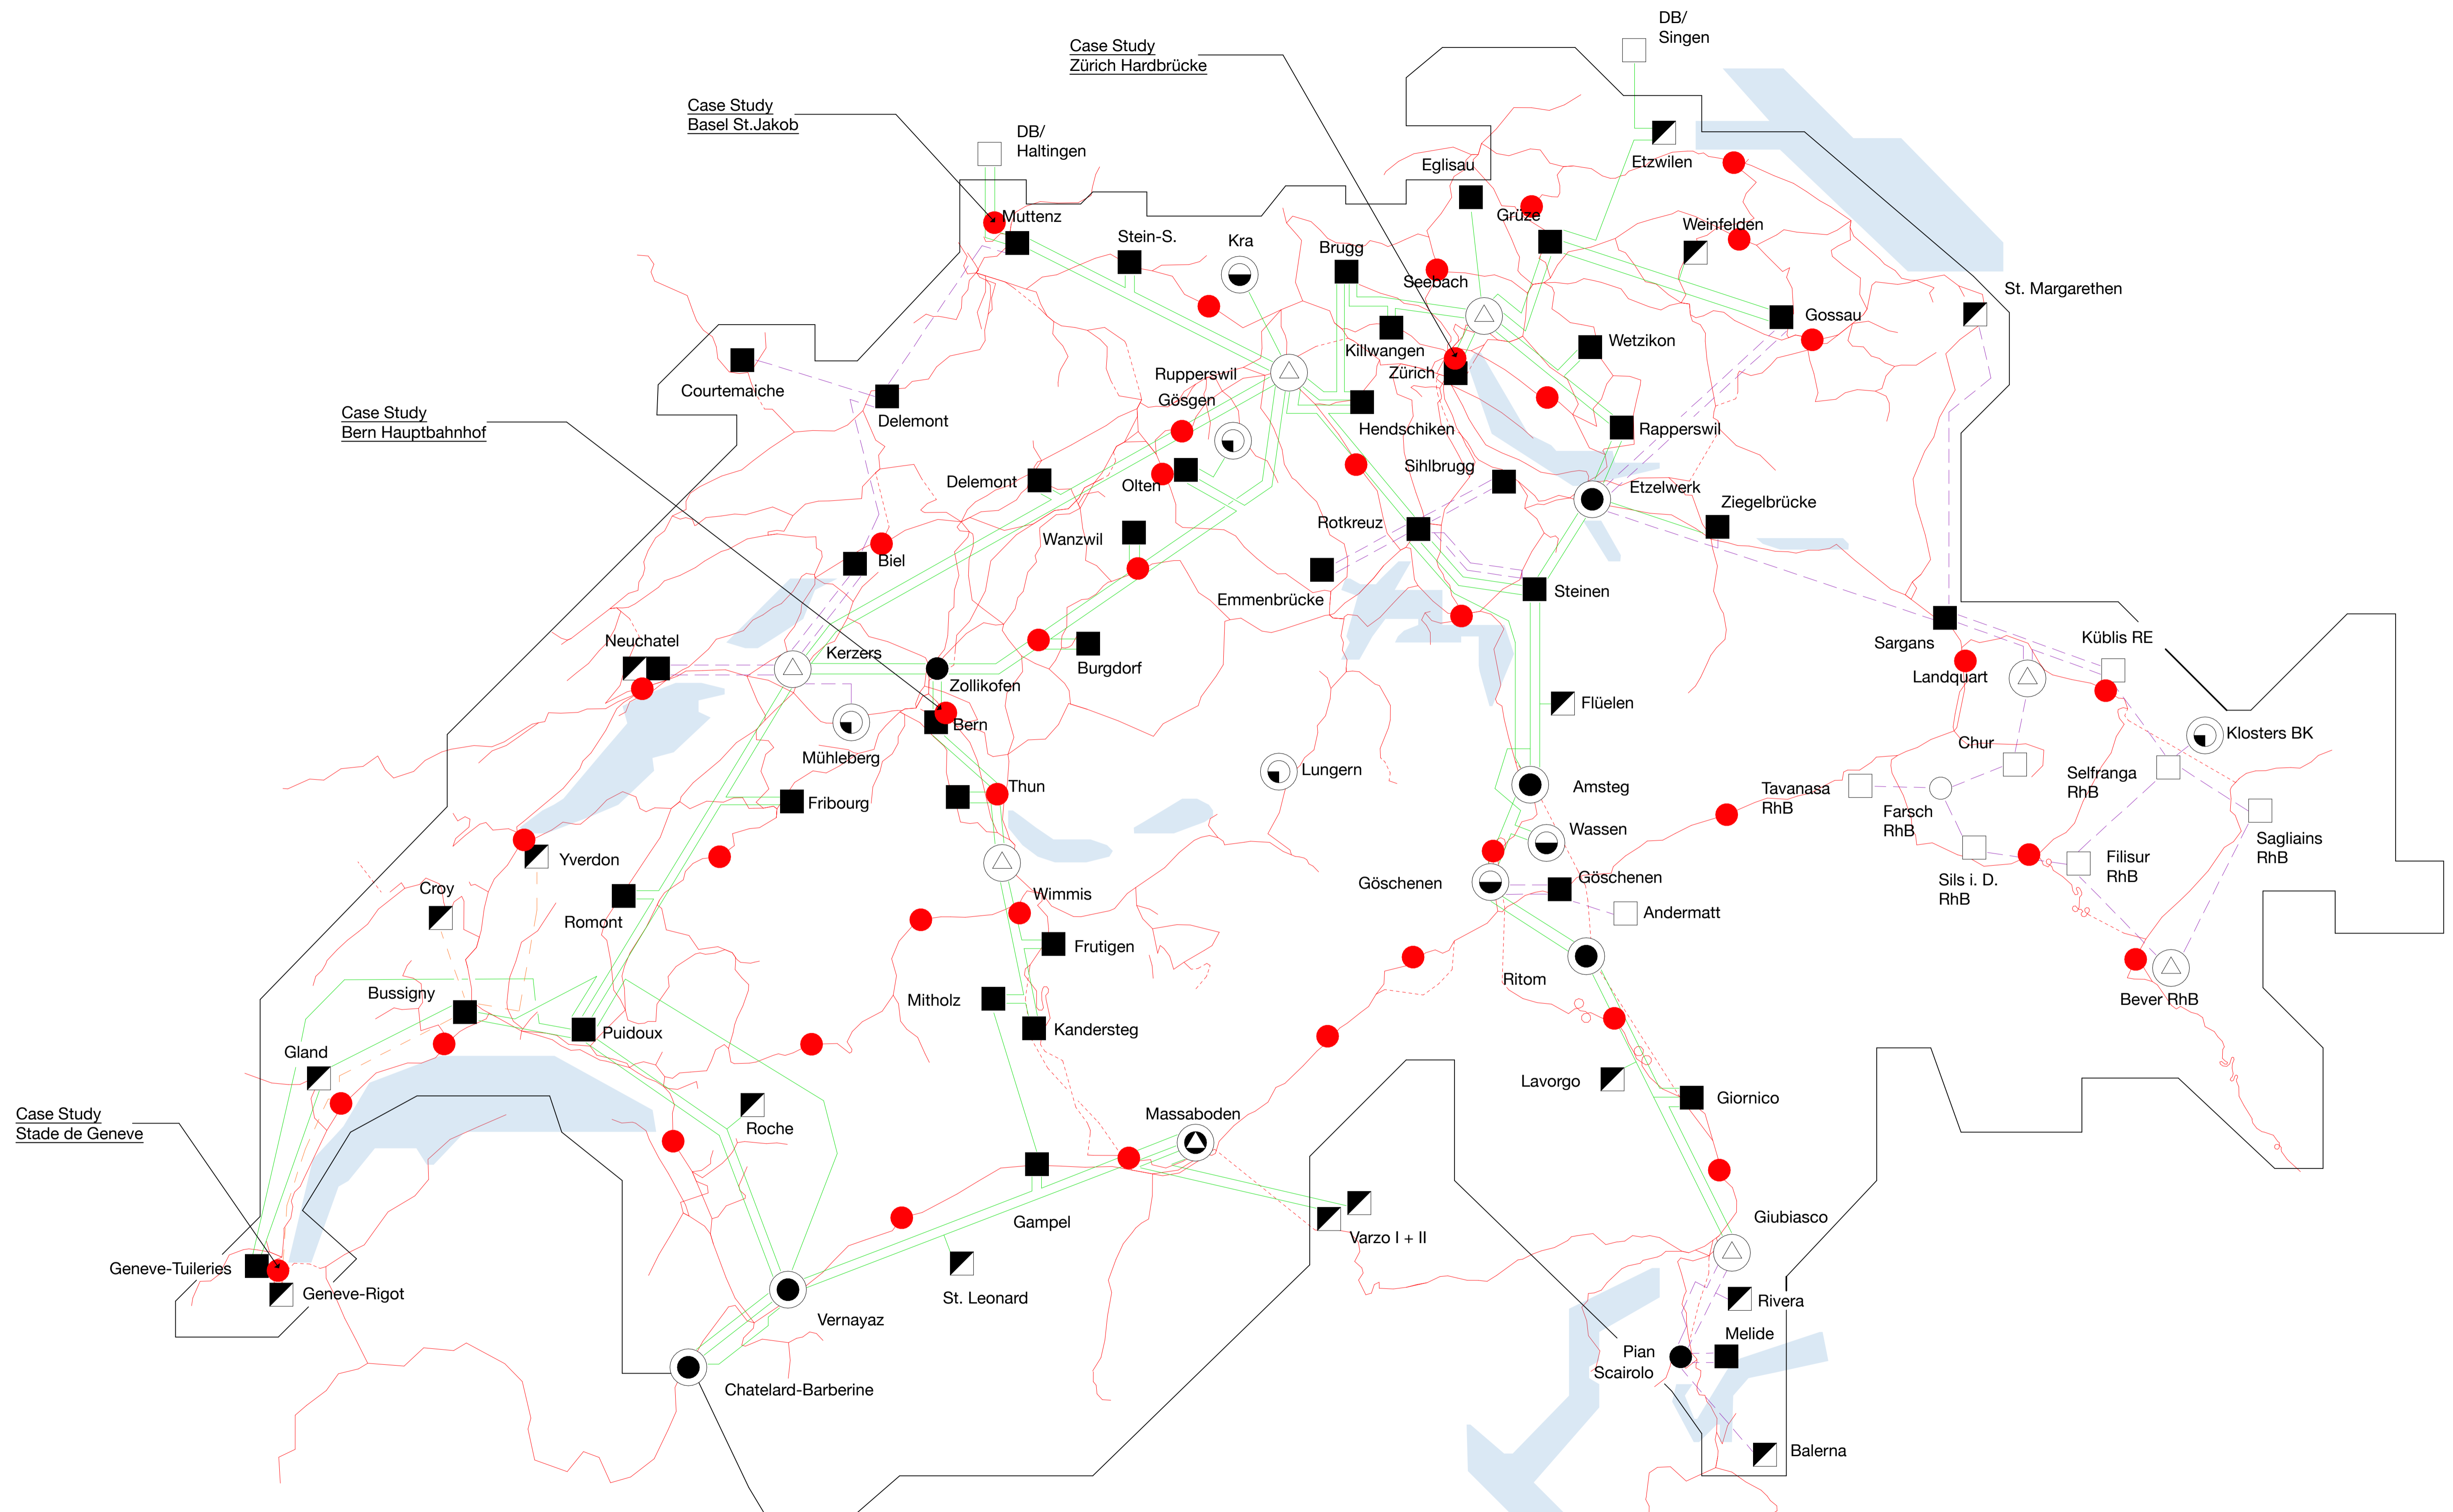 DB/
Singen
Case Study
Zürich Hardbrücke
Case Study
Basel St.Jakob
DB/
Haltingen
Etzwilen
Eglisau
Muttenz
Grüze
Weinfelden
Stein-S.
Kra
Brugg
Seebach
St. Margarethen
Gossau
Wetzikon
Killwangen
Zürich
Rupperswil
Courtemaiche
Gösgen
Case Study
Bern Hauptbahnhof
Delemont
Hendschiken
Rapperswil
Sihlbrugg
Delemont
Olten
Etzelwerk
Ziegelbrücke
Rotkreuz
Wanzwil
Biel
Steinen
Emmenbrücke
Neuchatel
Kerzers
Küblis RE
Sargans
Burgdorf
Landquart
Zollikofen
Flüelen
Bern
Klosters BK
Chur
Mühleberg
Lungern
Selfranga
RhB
Thun
Amsteg
Tavanasa
RhB
Fribourg
Farsch
RhB
Wassen
Sagliains
RhB
Yverdon
Filisur
RhB
Göschenen
Göschenen
Sils i. D.
RhB
Croy
Wimmis
Andermatt
Romont
Frutigen
Ritom
Bussigny
Mitholz
Bever RhB
Puidoux
Kandersteg
Gland
Lavorgo
Giornico
Case Study
Stade de Geneve
Massaboden
Roche
Giubiasco
Gampel
Varzo I + II
Geneve-Tuileries
Geneve-Rigot
St. Leonard
Rivera
Vernayaz
Melide
Pian
Scairolo
Chatelard-Barberine
Balerna